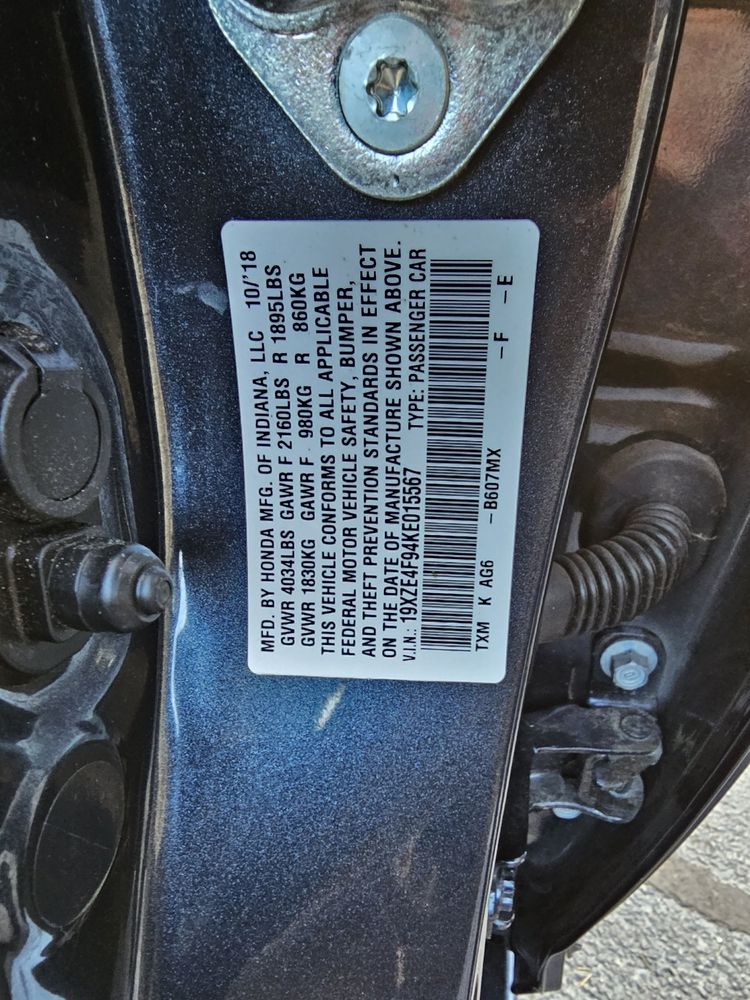 MFD. BY HONDA MFG. OF INDIANA, LLC 10/'18
GVWR 4034LBS GAWR F 2160LBS R 1895LBS
GVWR 1830KG GAWR F 980KG R 860KG
THIS VEHICLE CONFORMS TO ALL APPLICABLE
FEDERAL MOTOR VEHICLE SAFETY, BUMPER,
AND THEFT PREVENTION STANDARDS IN EFFECT
ON THE DATE OF MANUFACTURE SHOWN ABOVE.
V.I.N.: 19XZE4F94KE015567 TYPE: PASSENGER CAR
TXM K AG6 -B607MX -F -E